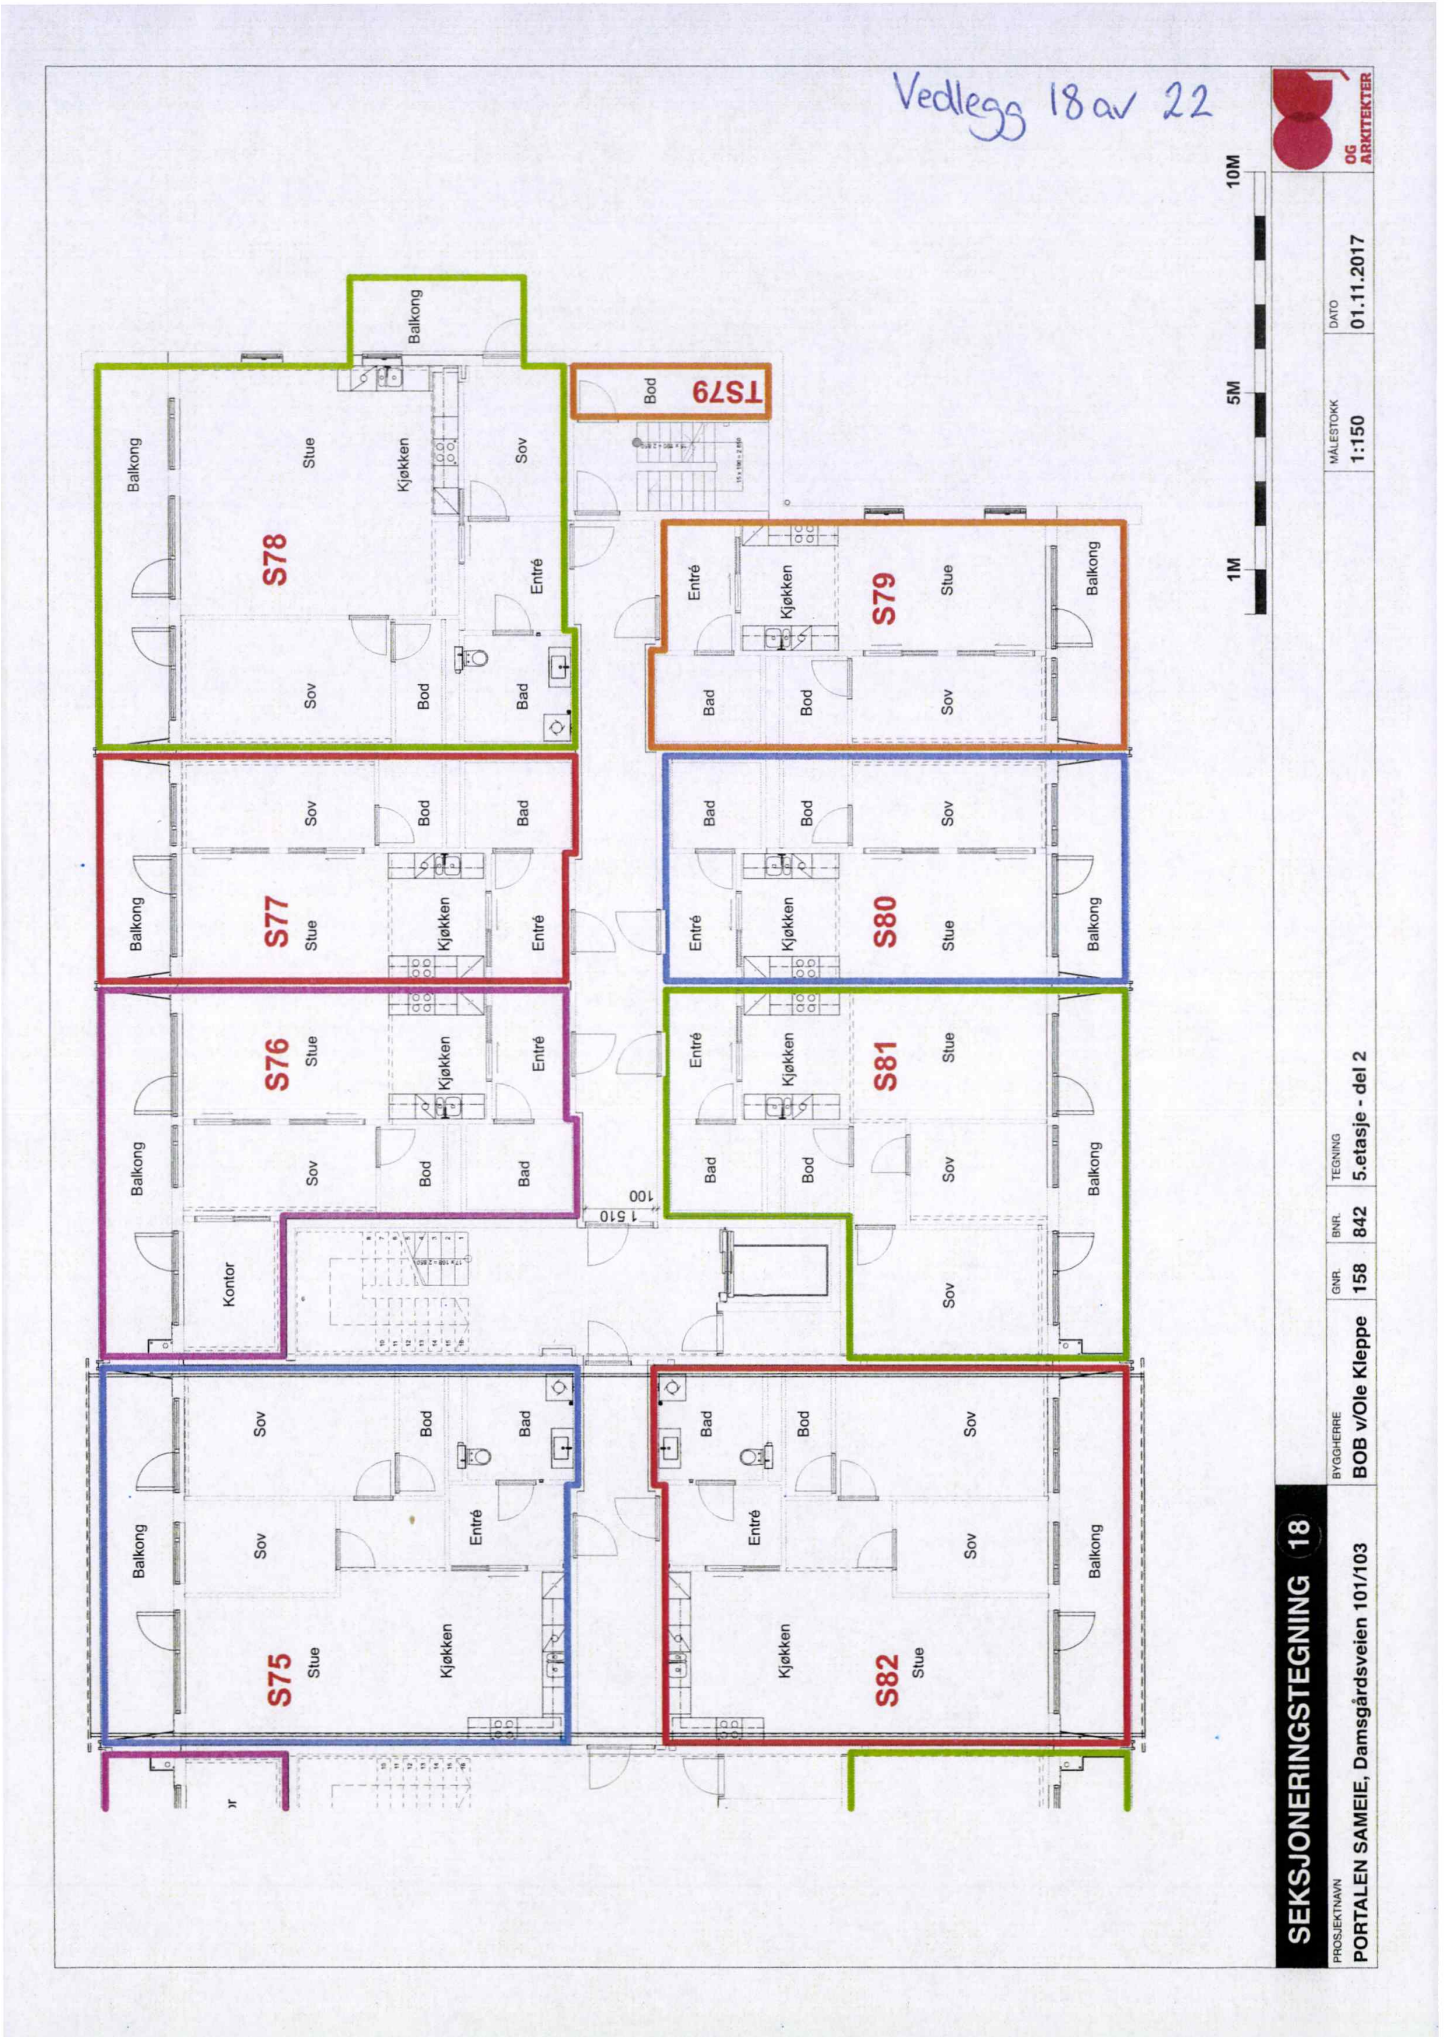 Vedlegg 18 av 22
OG
ARKITEKTER
10M
5M
1M
Balkong
Balkong
Stue
Kjøkken
Sov
S78
Entré
Sov
Bod
Bad
Bod
TS79
Entré
Kjøkken
S79
Stue
Balkong
Bad
Bod
Sov
Sov
Bod
Bad
Balkong
S77
Stue
Kjøkken
Entré
Bad
Bod
Sov
Entré
Kjøkken
S80
Stue
Balkong
S76
Stue
Kjøkken
Entré
Balkong
Sov
Bod
Bad
Kontor
Entré
Kjøkken
S81
Stue
Bad
Bod
Sov
Balkong
Sov
1 510
100
Sov
Bod
Bad
Balkong
Sov
Entré
S75
Stue
Kjøkken
Bad
Bod
Sov
Entré
Sov
Balkong
Kjøkken
S82
Stue
or
SEKSJONERINGSTEGNING 18
PROSJEKTNAVN
PORTALEN SAMEIE, Damsgårdsveien 101/103
BYGGHERRE
BOB v/Ole Kleppe
GNR.
158
BNR.
842
TEGNING
5.etasje - del 2
MÅLESTOKK
1:150
DATO
01.11.2017